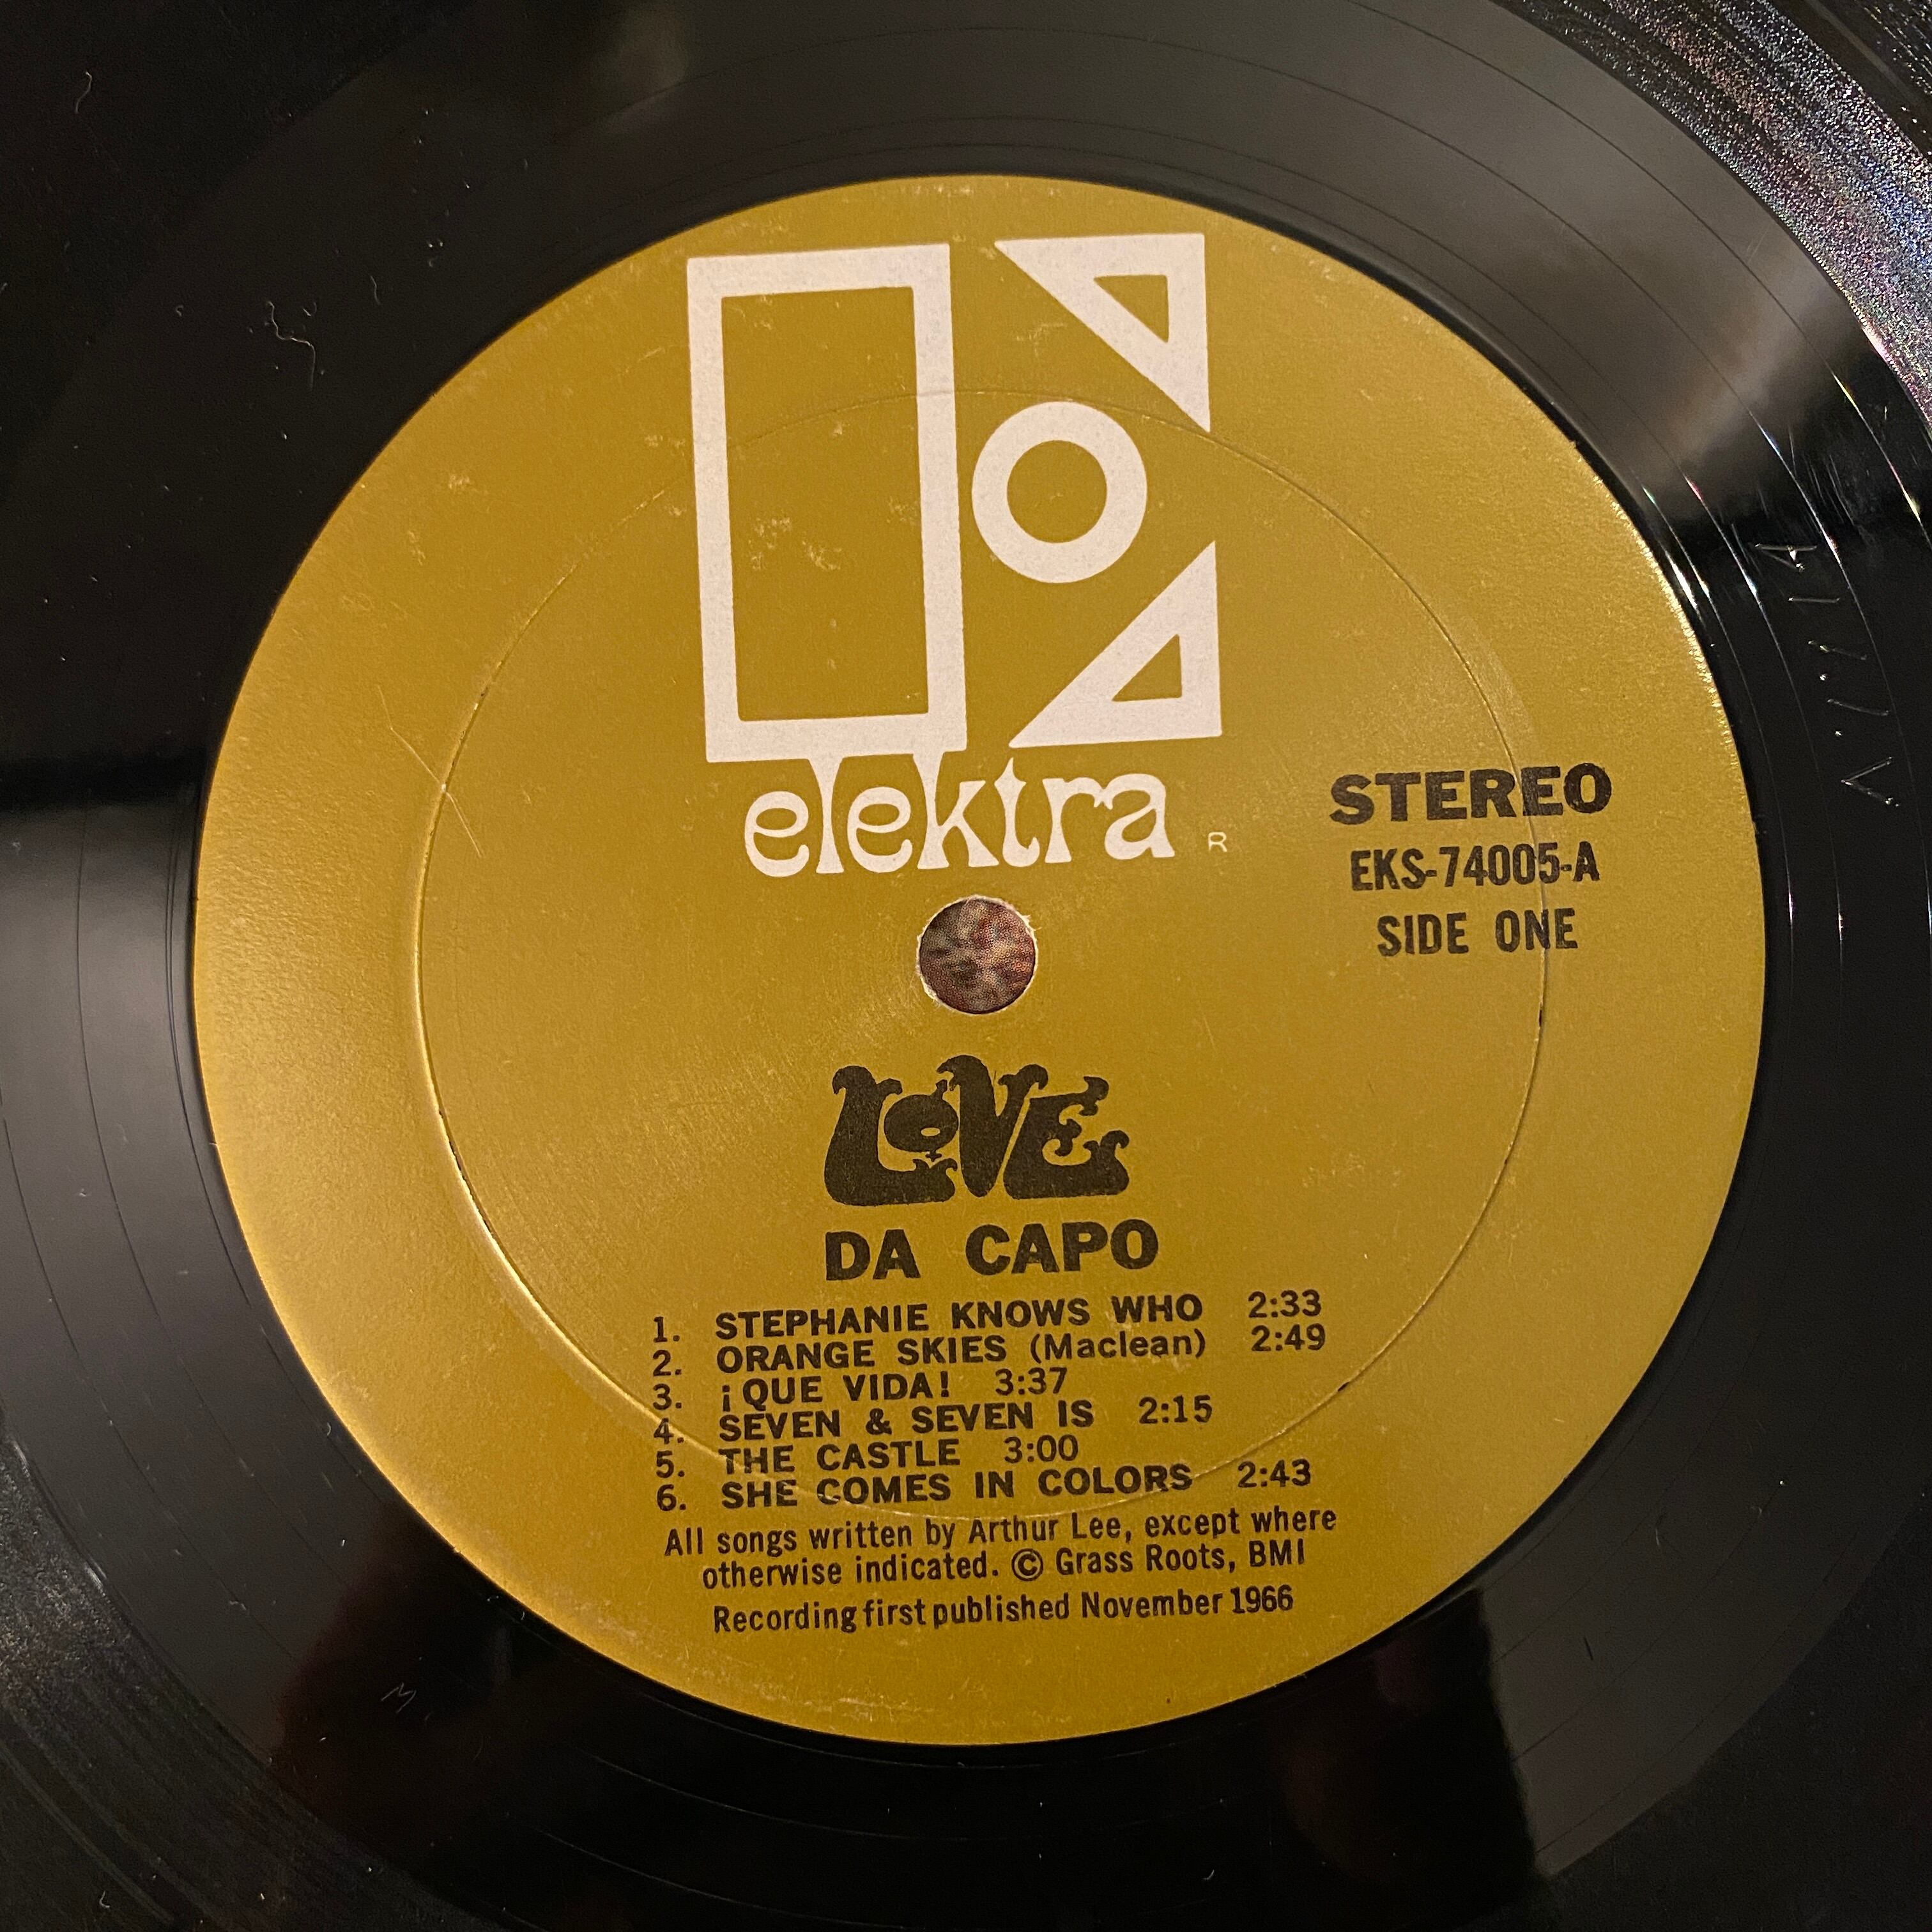 elektra R
STEREO
EKS-74005-A
SIDE ONE
LOVE
DA CAPO
1. STEPHANIE KNOWS WHO 2:33
2. ORANGE SKIES (Maclean) 2:49
3. ¡QUE VIDA! 3:37
4. SEVEN & SEVEN IS 2:15
5. THE CASTLE 3:00
6. SHE COMES IN COLORS 2:43
All songs written by Arthur Lee, except where
otherwise indicated. © Grass Roots, BMI
Recording first published November 1966